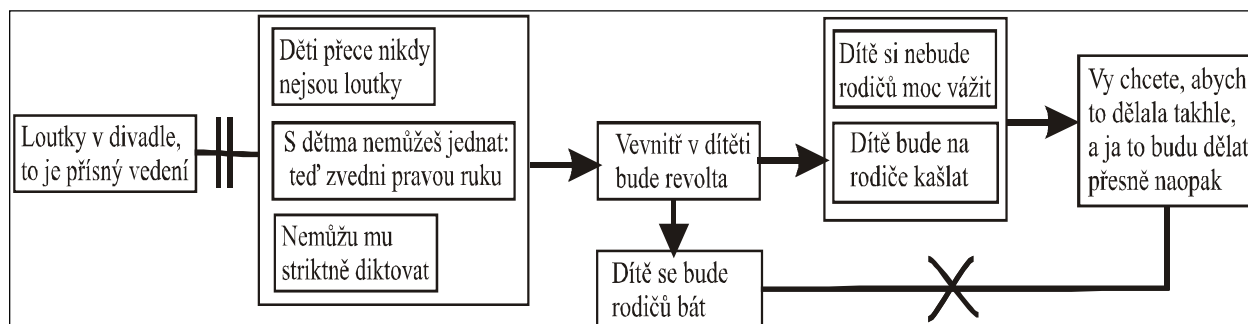 Loutky v divadle,
to je přísný vedení
Děti přece nikdy
nejsou loutky
S dětma nemůžeš jednat:
teď zvedni pravou ruku
Nemůžu mu
striktně diktovat
Vevnitř v dítěti
bude revolta
Dítě se bude
rodičů bát
Dítě si nebude
rodičů moc vážit
Dítě bude na
rodiče kašlat
Vy chcete, abych
to dělala takhle,
a ja to budu dělat
přesně naopak